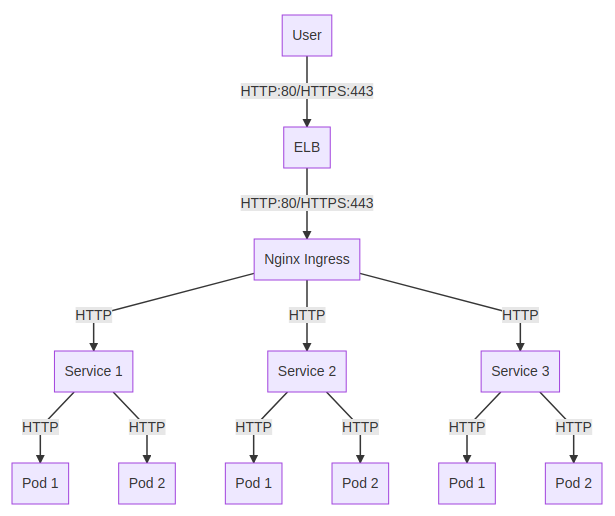 User
HTTP:80/HTTPS:443
ELB
HTTP:80/HTTPS:443
Nginx Ingress
HTTP
HTTP
HTTP
Service 1
Service 2
Service 3
HTTP
HTTP
HTTP
HTTP
HTTP
HTTP
Pod 1
Pod 2
Pod 1
Pod 2
Pod 1
Pod 2